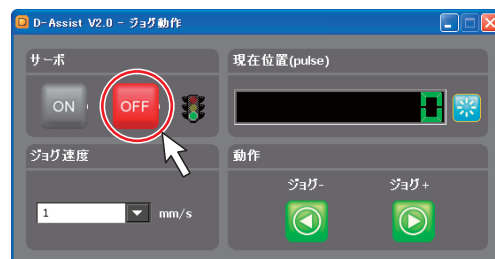 D-Assist V2.0 - ジョグ動作
サーボ
ON
OFF
現在位置(pulse)
0
ジョグ速度
1
mm/s
動作
ジョグ-
ジョグ+